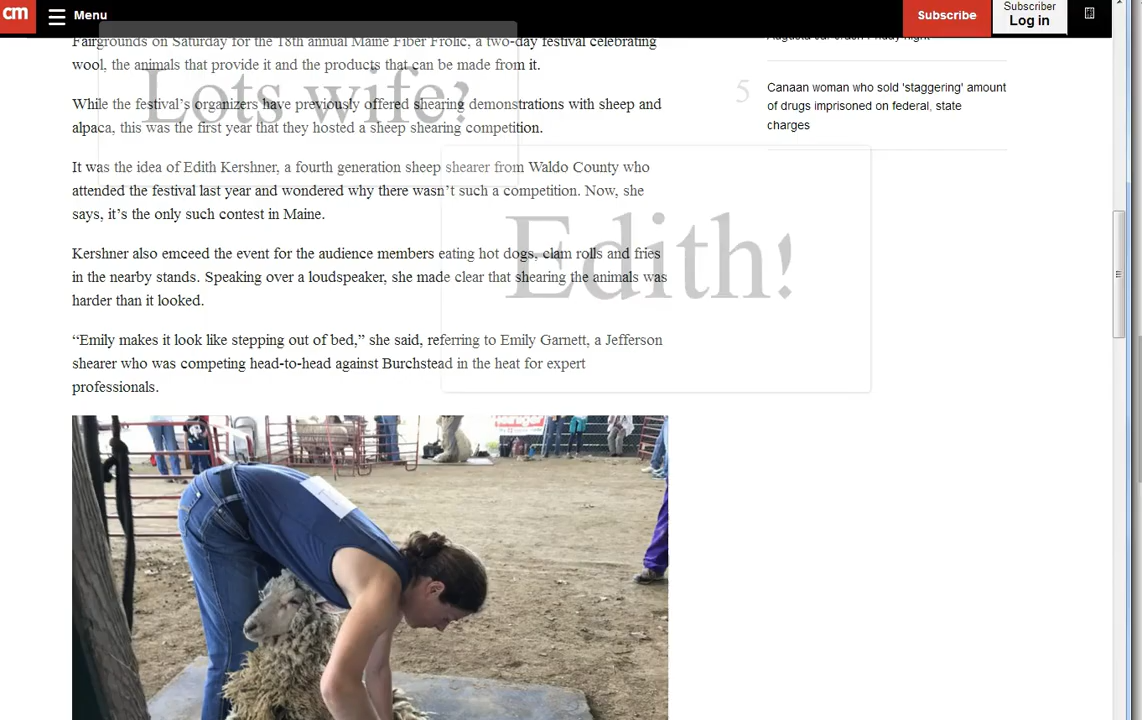 cm
Menu
Subscribe
Subscriber
Log in
Fairgrounds on Saturday for the 18th annual Maine Fiber Frolic, a two-day festival celebrating
wool, the animals that provide it and the products that can be made from it.
Lots wife?
While the festival’s organizers have previously offered shearing demonstrations with sheep and
alpaca, this was the first year that they hosted a sheep shearing competition.
It was the idea of Edith Kershner, a fourth generation sheep shearer from Waldo County who
attended the festival last year and wondered why there wasn’t such a competition. Now, she
says, it’s the only such contest in Maine.
Edith!
Kershner also emceed the event for the audience members eating hot dogs, clam rolls and fries
in the nearby stands. Speaking over a loudspeaker, she made clear that shearing the animals was
harder than it looked.
“Emily makes it look like stepping out of bed,” she said, referring to Emily Garnett, a Jefferson
shearer who was competing head-to-head against Burchstead in the heat for expert
professionals.
5
Canaan woman who sold 'staggering' amount
of drugs imprisoned on federal, state
charges